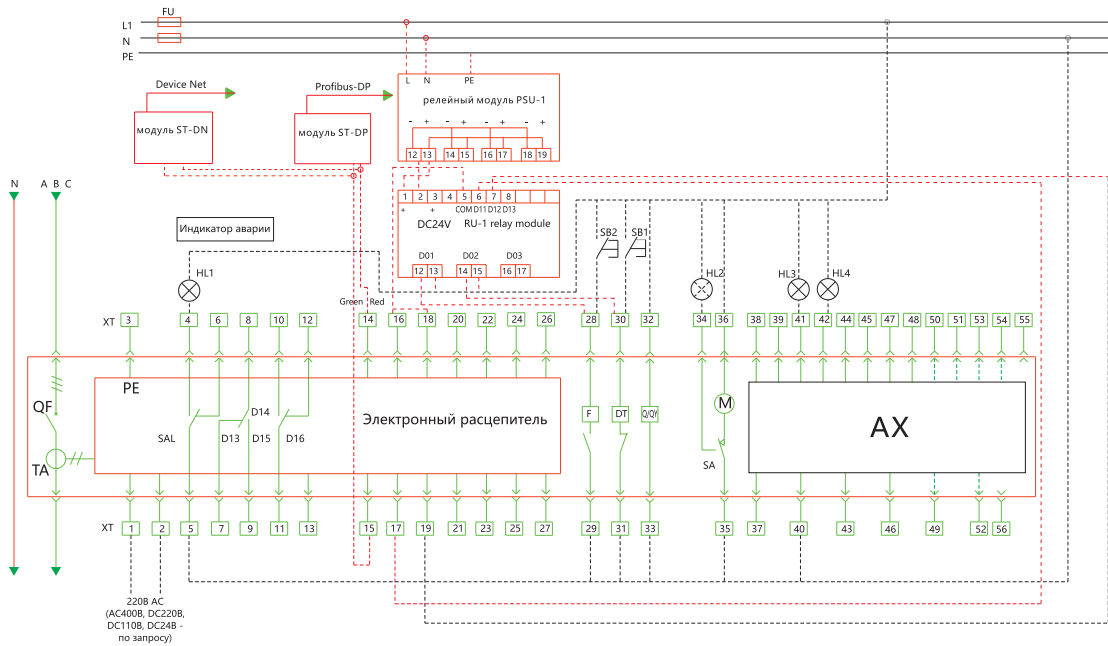 FU
L1
N
PE
Device Net
модуль ST-DN
Profibus-DP
модуль ST-DP
L N PE
релейный модуль PSU-1
- + - + - + - +
12 13 14 15 16 17 18 19
1 2 3 4 5 6 7 8
+ + COM D11 D12 D13
DC24V RU-1 relay module
D01 D02 D03
12 13 14 15 16 17
N A B C
Индикатор аварии
HL1
Green Red
SB2 SB1
HL2 HL3 HL4
XT 3 4 6 8 10 12 14 16 18 20 22 24 26 28 30 32 34 36 38 39 41 42 44 45 47 48 50 51 53 54 55
PE
QF
TA
SAL D13 D14 D15 D16
Электронный расцепитель
F DT Q/QY
M
SA
AX
XT 1 2 5 7 9 11 13 15 17 19 21 23 25 27 29 31 33 35 37 40 43 46 49 52 56
220В AC
(AC400В, DC220В,
DC110В, DC24В -
по запросу)